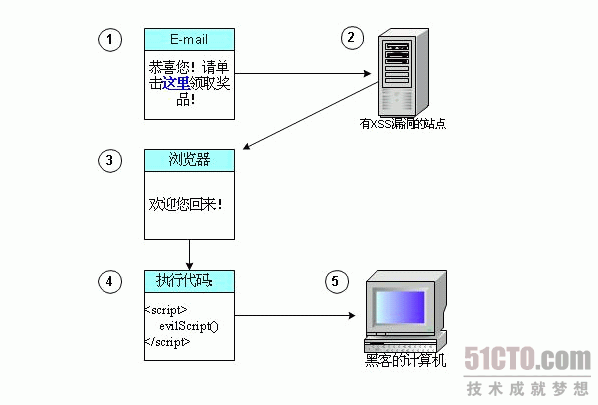 1
E-mail
恭喜您！请单
击这里领取奖
品！
2
有XSS漏洞的站点
3
浏览器
欢迎您回来！
4
执行代码:
<script>
evilScript()
</script>
5
黑客的计算机
51CTO.com
技术成就梦想